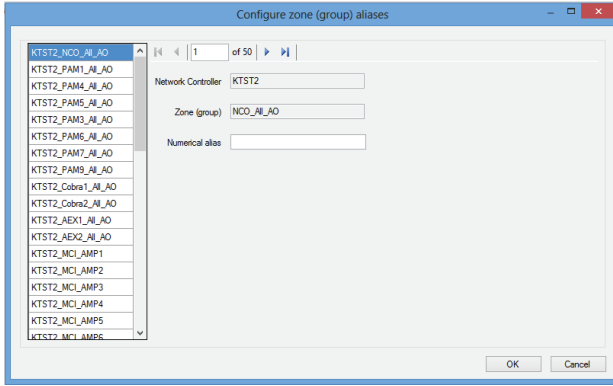 Configure zone (group) aliases
KTST2_NCO_All_AO
KTST2_PAM1_All_AO
KTST2_PAM4_All_AO
KTST2_PAM5_All_AO
KTST2_PAM3_All_AO
KTST2_PAM6_All_AO
KTST2_PAM7_All_AO
KTST2_PAM9_All_AO
KTST2_Cobra1_All_AO
KTST2_Cobra2_All_AO
KTST2_AEX1_All_AO
KTST2_AEX2_All_AO
KTST2_MCI_AMP1
KTST2_MCI_AMP2
KTST2_MCI_AMP3
KTST2_MCI_AMP4
KTST2_MCI_AMP5
KTST2_MCI_AMP6
1 of 50
Network Controller KTST2
Zone (group) NCO_All_AO
Numerical alias
OK Cancel